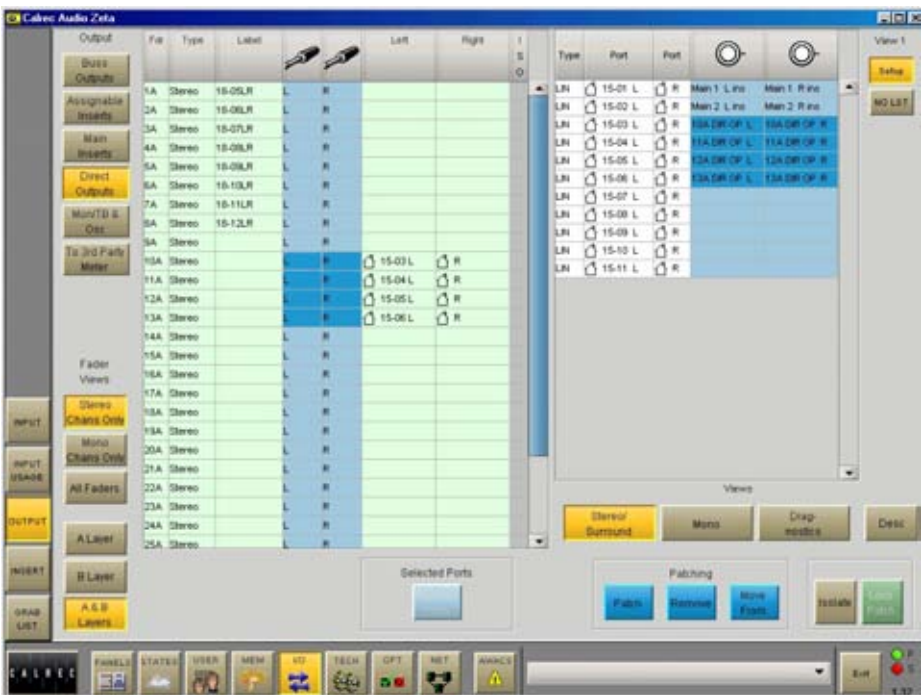 Calrec Audio Zeta
Output
Buss Outputs
Assignable Inserts
Main Inserts
Direct Outputs
Mon/TB & Osc
To 3rd Party Meter
Fader Views
Stereo Chans Only
Mono Chans Only
All Faders
A Layer
B Layer
A & B Layers
INPUT
INPUT USAGE
OUTPUT
INSERT
GRAB LIST
Type Label Left Right I S O
1A Stereo 18-05LR L R
2A Stereo 18-06LR L R
3A Stereo 18-07LR L R
4A Stereo 18-08LR L R
5A Stereo 18-09LR L R
6A Stereo 18-10LR L R
7A Stereo 18-11LR L R
8A Stereo 18-12LR L R
9A Stereo L R
10A Stereo L R 15-03 L R
11A Stereo L R 15-04 L R
12A Stereo L R 15-05 L R
13A Stereo L R 15-06 L R
14A Stereo L R
15A Stereo L R
16A Stereo L R
17A Stereo L R
18A Stereo L R
19A Stereo L R
20A Stereo L R
21A Stereo L R
22A Stereo L R
23A Stereo L R
24A Stereo L R
25A Stereo L R
Type Port Port
LIN 15-01 L R Main 1 L ins Main 1 R ins
LIN 15-02 L R Main 2 L ins Main 2 R ins
LIN 15-03 L R 10A DIR OP L 10A DIR OP R
LIN 15-04 L R 11A DIR OP L 11A DIR OP R
LIN 15-05 L R 12A DIR OP L 12A DIR OP R
LIN 15-06 L R 13A DIR OP L 13A DIR OP R
LIN 15-07 L R
LIN 15-08 L R
LIN 15-09 L R
LIN 15-10 L R
LIN 15-11 L R
View 1
Setup
NO LST
Views
Stereo/ Surround
Mono
Diag- nostics
Desc
Selected Ports
Patching
Patch
Remove
Move From
Isolate
CALREC
PANELS
STATES
USER
MEM
I/O
TECH
OPT
NET
AWACS
Exit